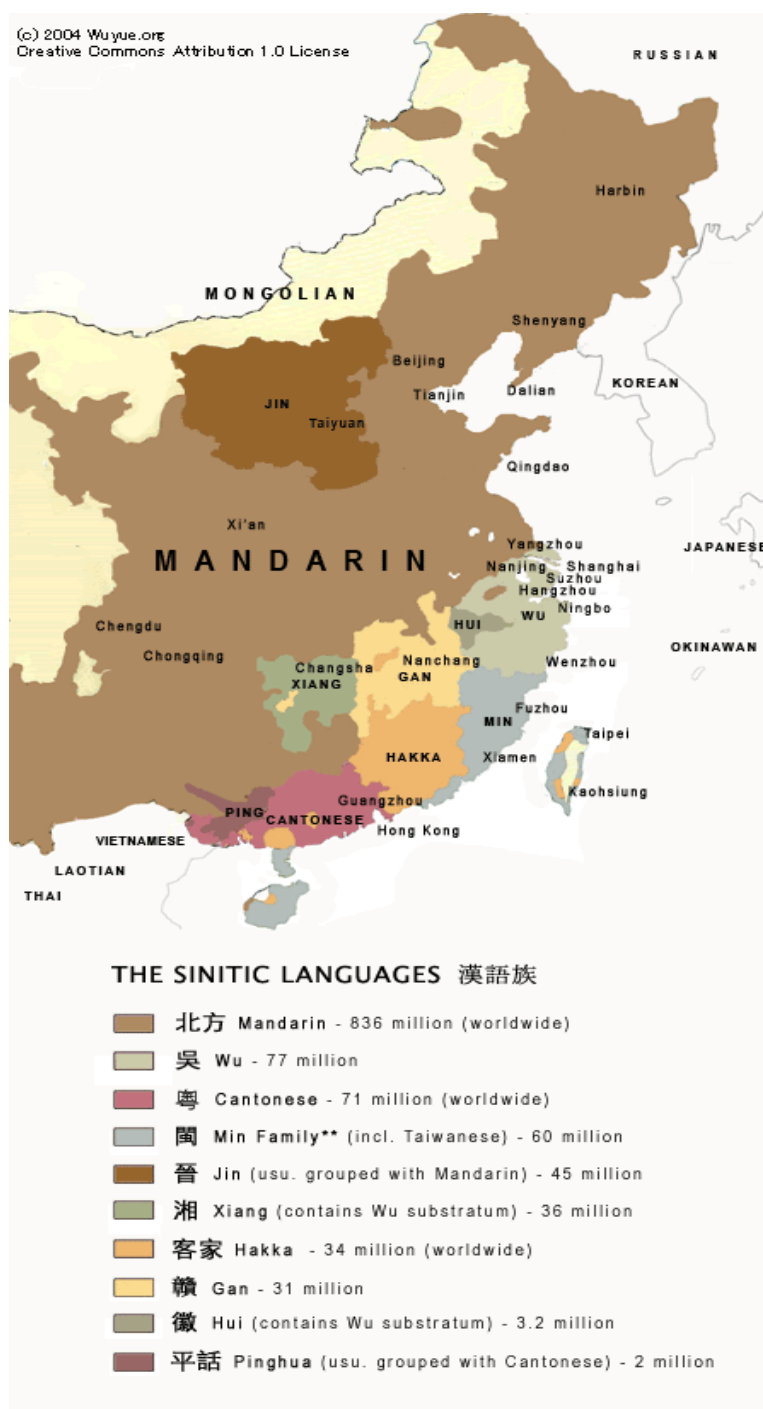 (c) 2004 Wuyue.org
Creative Commons Attribution 1.0 License
RUSSIAN
Harbin
MONGOLIAN
Shenyang
Beijing
KOREAN
Tianjin
Dalian
JIN
Taiyuan
Qingdao
Xi'an
Yangzhou
JAPANESE
MANDARIN
Nanjing
Shanghai
Suzhou
Hangzhou
Ningbo
WU
HUI
Chengdu
Chongqing
OKINAWAN
Changsha
Nanchang
Wenzhou
XIANG
GAN
Fuzhou
MIN
Taipei
HAKKA
Xiamen
Kaohsiung
Guangzhou
PING
CANTONESE
Hong Kong
VIETNAMESE
LAOTIAN
THAI
THE SINITIC LANGUAGES 漢語族
北方 Mandarin - 836 million (worldwide)
吳 Wu - 77 million
粵 Cantonese - 71 million (worldwide)
閩 Min Family** (incl. Taiwanese) - 60 million
晉 Jin (usu. grouped with Mandarin) - 45 million
湘 Xiang (contains Wu substratum) - 36 million
客家 Hakka - 34 million (worldwide)
贛 Gan - 31 million
徽 Hui (contains Wu substratum) - 3.2 million
平話 Pinghua (usu. grouped with Cantonese) - 2 million